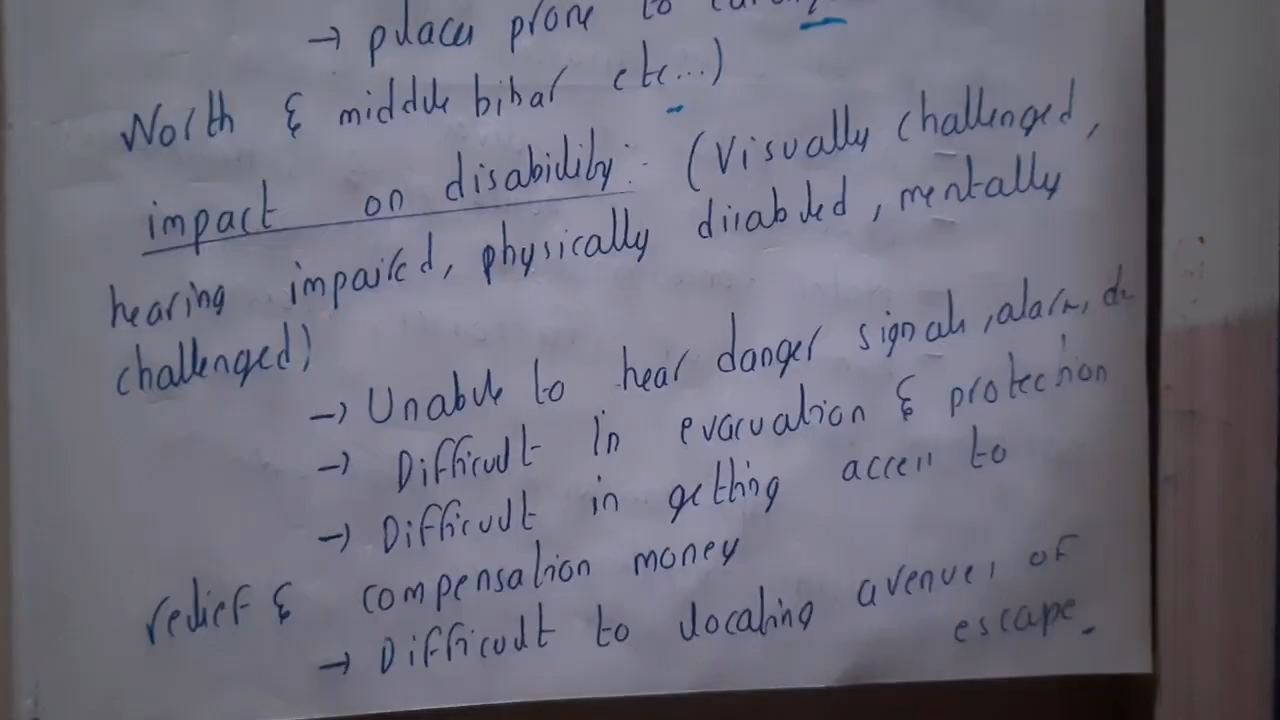 → places prone to
North & middle bihar etc...)
impact on disability: (Visually challenged,
hearing impaired, physically disabled, mentally
challenged)
→ Unable to hear danger signals, alarm,
→ Difficult In evacuation & protection
→ Difficult in getting access to
relief & compensation money
→ Difficult to locating avenues of
escape.